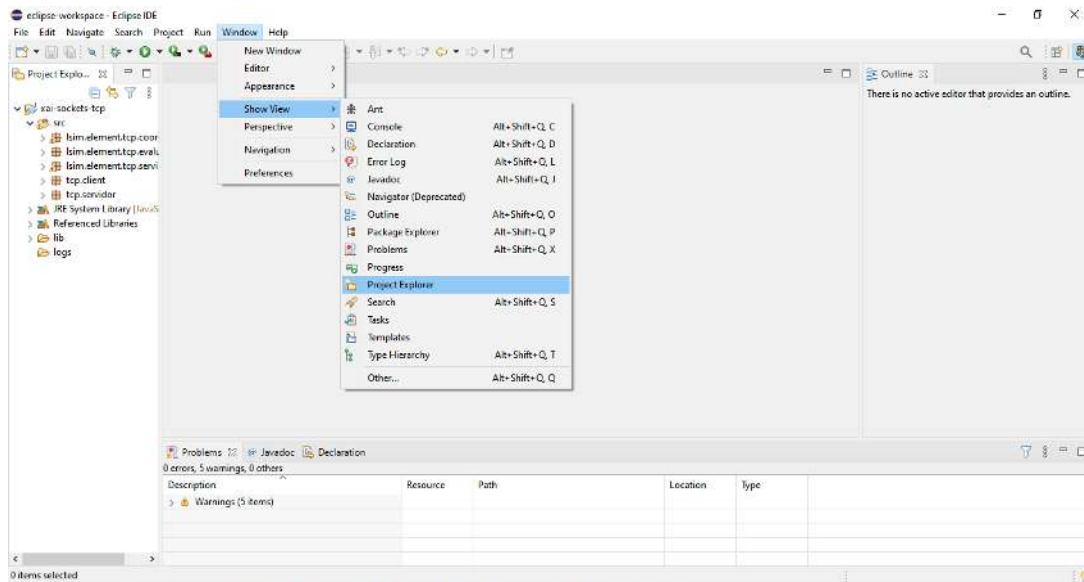 eclipse-workspace - Eclipse IDE
File Edit Navigate Search Project Run Window Help
Project Explo...
xai-sockets-tcp
src
lsim.element.tcp.coor
lsim.element.tcp.evalu
lsim.element.tcp.servi
tcp.client
tcp.servidor
JRE System Library [JavaS
Referenced Libraries
lib
logs
New Window
Editor
Appearance
Show View
Perspective
Navigation
Preferences
Ant
Console Alt+Shift+Q, C
Declaration Alt+Shift+Q, D
Error Log Alt+Shift+Q, L
Javadoc Alt+Shift+Q, J
Navigator (Deprecated)
Outline Alt+Shift+Q, O
Package Explorer Alt+Shift+Q, P
Problems Alt+Shift+Q, X
Progress
Project Explorer
Search Alt+Shift+Q, S
Tasks
Templates
Type Hierarchy Alt+Shift+Q, T
Other... Alt+Shift+Q, Q
Outline
There is no active editor that provides an outline.
Problems Javadoc Declaration
0 errors, 5 warnings, 0 others
Description Resource Path Location Type
Warnings (5 items)
0 items selected